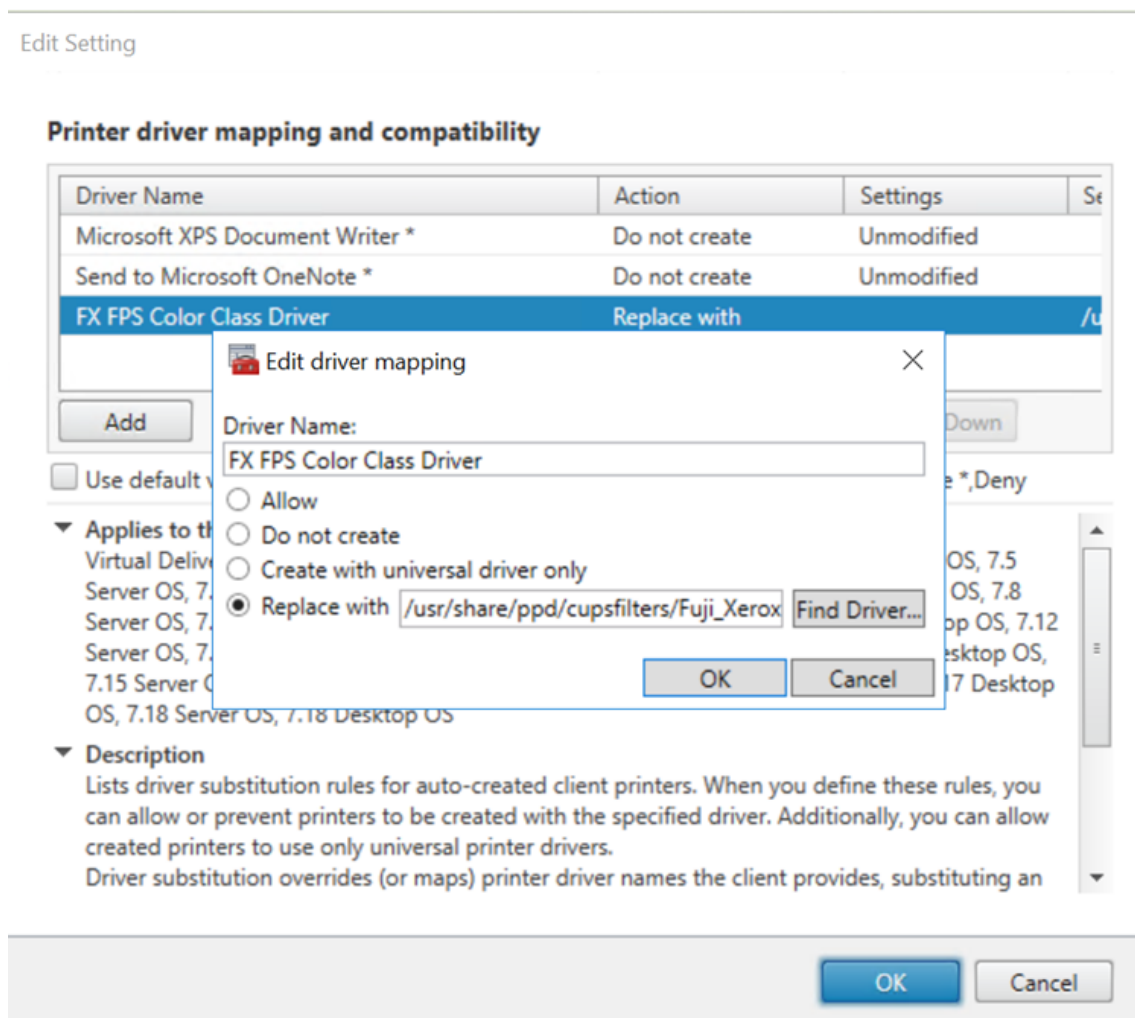 Edit Setting
Printer driver mapping and compatibility
Driver Name Action Settings
Microsoft XPS Document Writer * Do not create Unmodified
Send to Microsoft OneNote * Do not create Unmodified
FX FPS Color Class Driver Replace with
Edit driver mapping
Add Down
Driver Name:
FX FPS Color Class Driver
Use default *,Deny
Allow
Applies to
Do not create
Virtual OS, 7.5
Create with universal driver only
Server OS, OS, 7.8
Replace with /usr/share/ppd/cupsfilters/Fuji_Xerox Find Driver...
Server OS, OS, 7.12
Server OS, OS,
OK Cancel
7.15 Server 17 Desktop
OS, 7.18 Server OS, 7.18 Desktop OS
Description
Lists driver substitution rules for auto-created client printers. When you define these rules, you
can allow or prevent printers to be created with the specified driver. Additionally, you can allow
created printers to use only universal printer drivers.
Driver substitution overrides (or maps) printer driver names the client provides, substituting an
OK Cancel